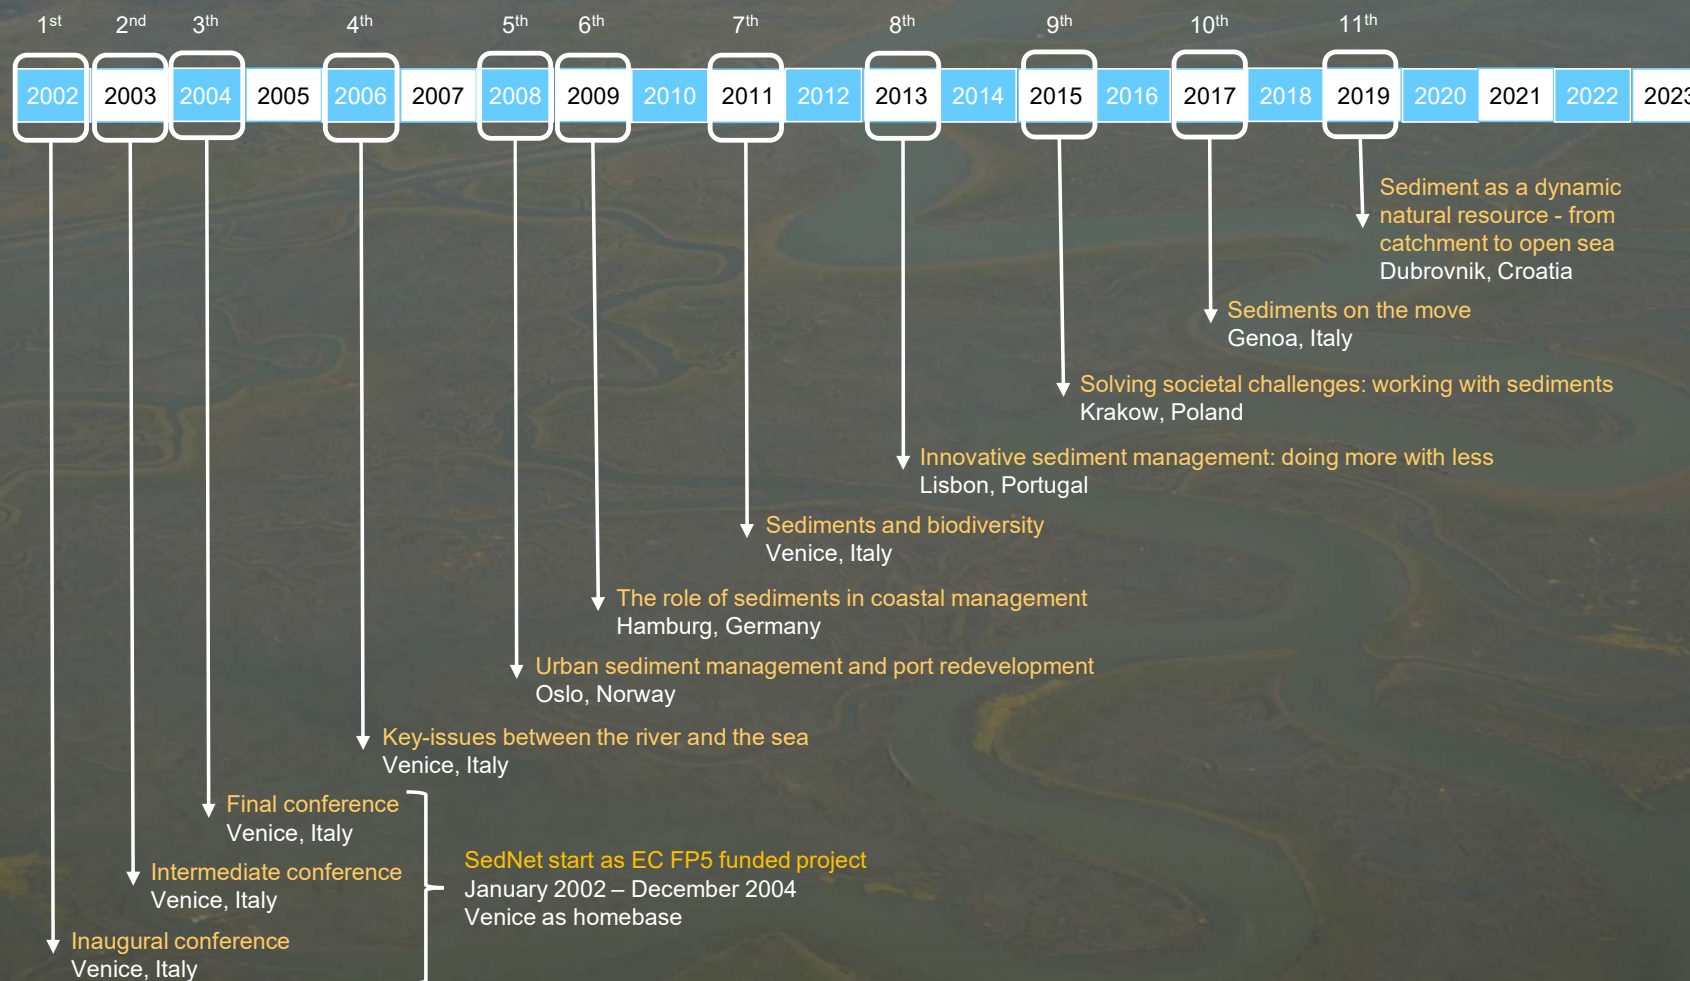 1st 2nd 3th 4th 5th 6th 7th 8th 9th 10th 11th
2002 2003 2004 2005 2006 2007 2008 2009 2010 2011 2012 2013 2014 2015 2016 2017 2018 2019 2020 2021 2022 2023
Sediment as a dynamic
natural resource - from
catchment to open sea
Dubrovnik, Croatia
Sediments on the move
Genoa, Italy
Solving societal challenges: working with sediments
Krakow, Poland
Innovative sediment management: doing more with less
Lisbon, Portugal
Sediments and biodiversity
Venice, Italy
The role of sediments in coastal management
Hamburg, Germany
Urban sediment management and port redevelopment
Oslo, Norway
Key-issues between the river and the sea
Venice, Italy
Final conference
Venice, Italy
Intermediate conference
Venice, Italy
Inaugural conference
Venice, Italy
SedNet start as EC FP5 funded project
January 2002 – December 2004
Venice as homebase